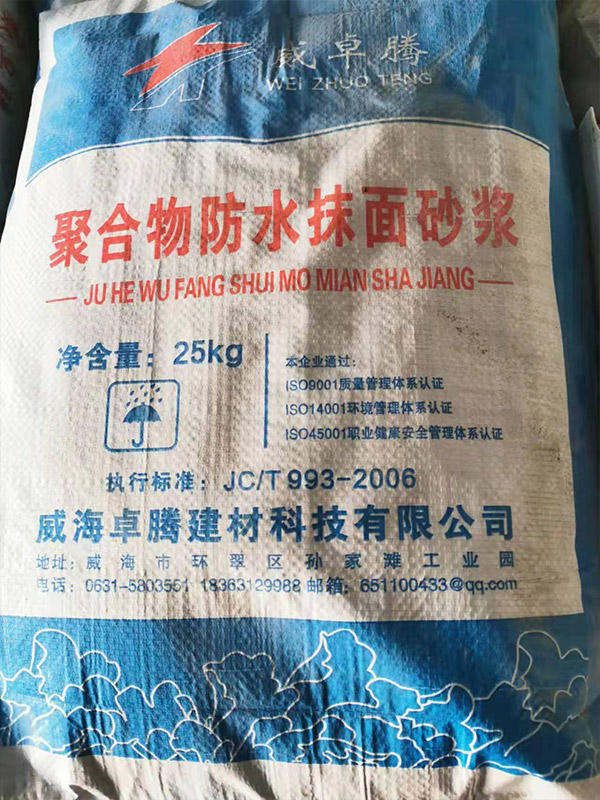 威卓腾
WEI ZHUO TENG
聚合物防水抹面砂浆
JU HE WU FANG SHUI MO MIAN SHA JIANG
净含量：25kg
本企业通过：
ISO9001质量管理体系认证
ISO14001环境管理体系认证
ISO45001职业健康安全管理体系认证
执行标准：JC/T 993-2006
威海卓腾建材科技有限公司
地址：威海市环翠区孙家滩工业园
电话：0631-5803551 18363129988 邮箱：651100433@qq.com